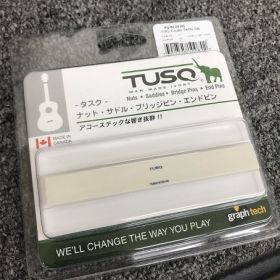 TUSQ
MAN MADE IVORY
Nuts • Saddles • Bridge Pins • End Pins
- タスク -
ナット・サドル・ブリッジピン・エンドピン
アコースティックな響き抜群!!
MADE IN
CANADA
TUSQ
WE'LL CHANGE THE WAY YOU PLAY
graph tech